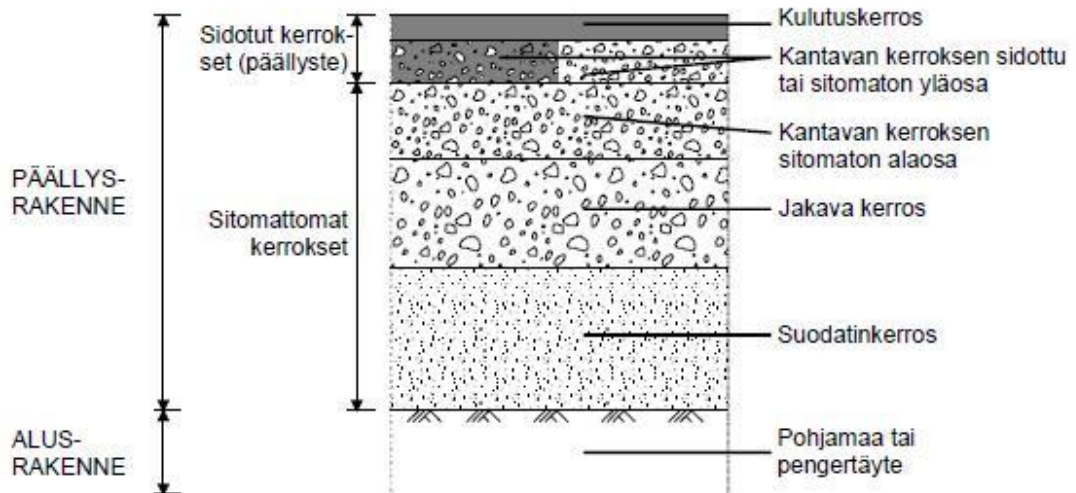 PÄÄLLYS-
RAKENNE
ALUS-
RAKENNE
Sidotut kerrok-
set (päällyste)
Sitomattomat
kerrokset
Kulutuskerros
Kantavan kerroksen sidottu
tai sitomaton yläosa
Kantavan kerroksen
sitomaton alaosa
Jakava kerros
Suodatinkerros
Pohjamaa tai
pengertäyte